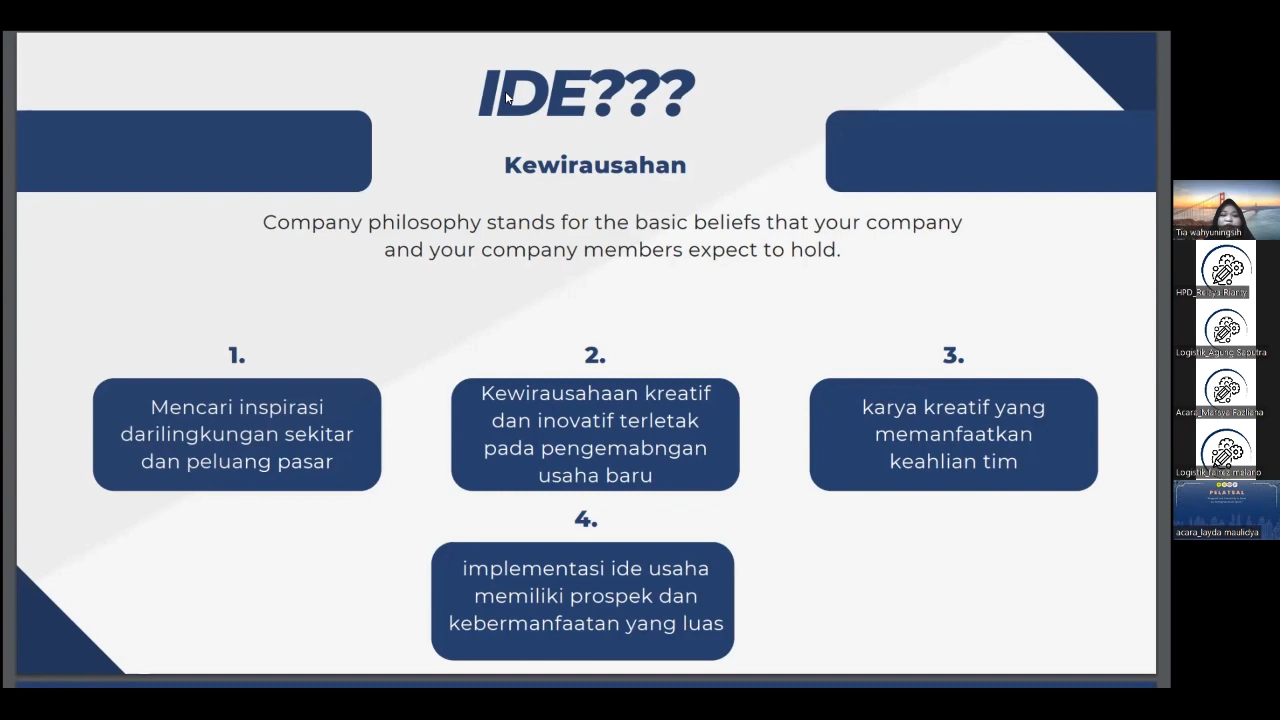 IDE???
Kewirausahan
Company philosophy stands for the basic beliefs that your company
and your company members expect to hold.
1.
Mencari inspirasi
darilingkungan sekitar
dan peluang pasar
2.
Kewirausahaan kreatif
dan inovatif terletak
pada pengemabngan
usaha baru
3.
karya kreatif yang
memanfaatkan
keahlian tim
4.
implementasi ide usaha
memiliki prospek dan
kebermanfaatan yang luas
Tia wahyuningsih
Logistik_Agung Saputra
acara_layda maulidya